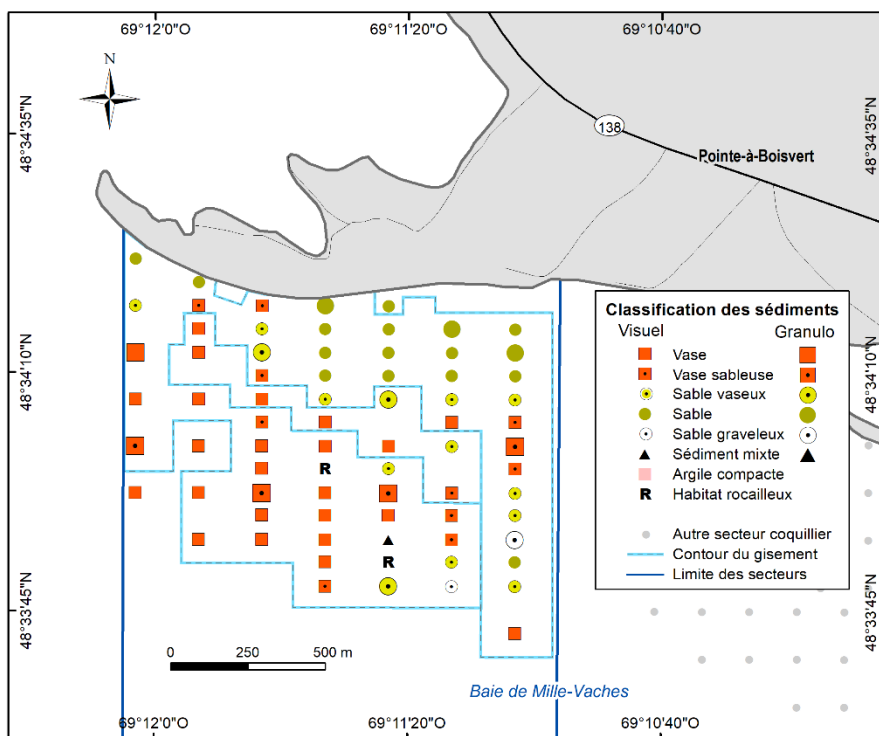 69°12'0"O 69°11'20"O 69°10'40"O
N
48°34'35"N 48°34'35"N
138
Pointe-à-Boisvert
Classification des sédiments
Visuel Granulo
Vase
Vase sableuse
Sable vaseux
Sable
Sable graveleux
Sédiment mixte
Argile compacte
R Habitat rocailleux
Autre secteur coquillier
Contour du gisement
Limite des secteurs
48°34'10"N 48°34'10"N
R
R
48°33'45"N 48°33'45"N
0 250 500 m
Baie de Mille-Vaches
69°12'0"O 69°11'20"O 69°10'40"O